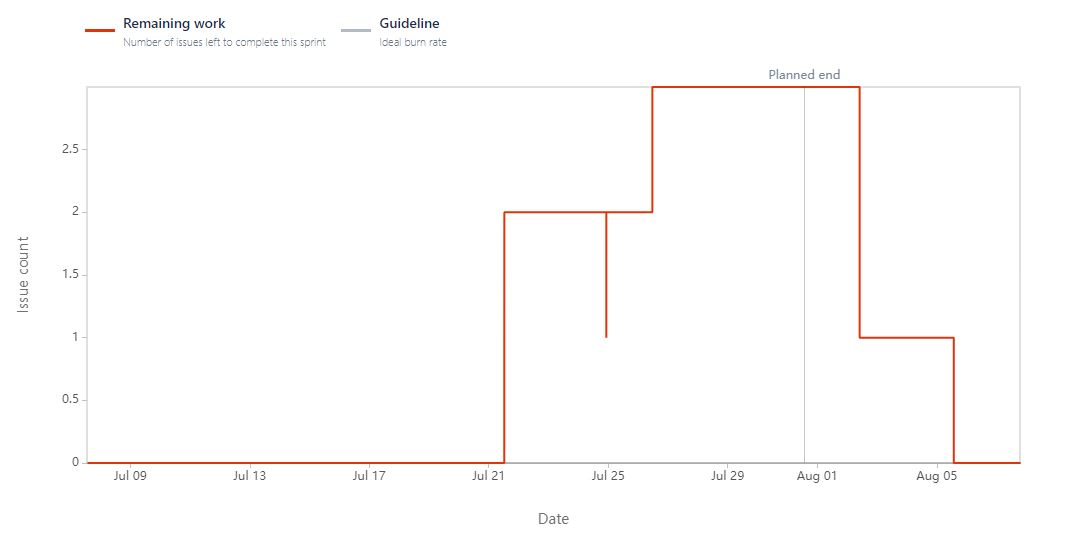 Remaining work
Number of issues left to complete this sprint
Guideline
Ideal burn rate
Planned end
2.5
2
1.5
1
0.5
0
Issue count
Jul 09 Jul 13 Jul 17 Jul 21 Jul 25 Jul 29 Aug 01 Aug 05
Date